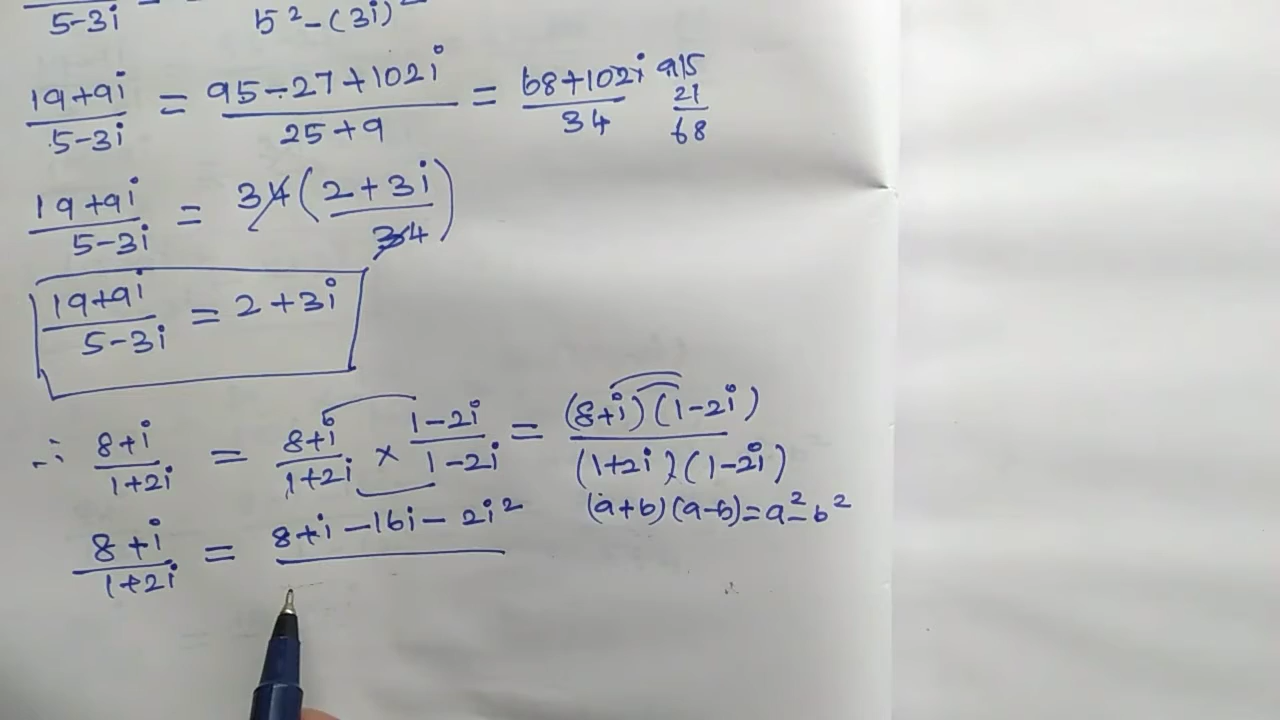 5-3i = 5²-(3i)²
19+9i/5-3i = 95-27+102i/25+9 = 68+102i/34 915 21 68
19+9i/5-3i = 34(2+3i/34)
19+9i/5-3i = 2+3i
∴ 8+i/1+2i = 8+i/1+2i × 1-2i/1-2i = (8+i)(1-2i)/(1+2i)(1-2i)
(a+b)(a-b)=a²-b²
8+i/1+2i = 8+i-16i-2i²